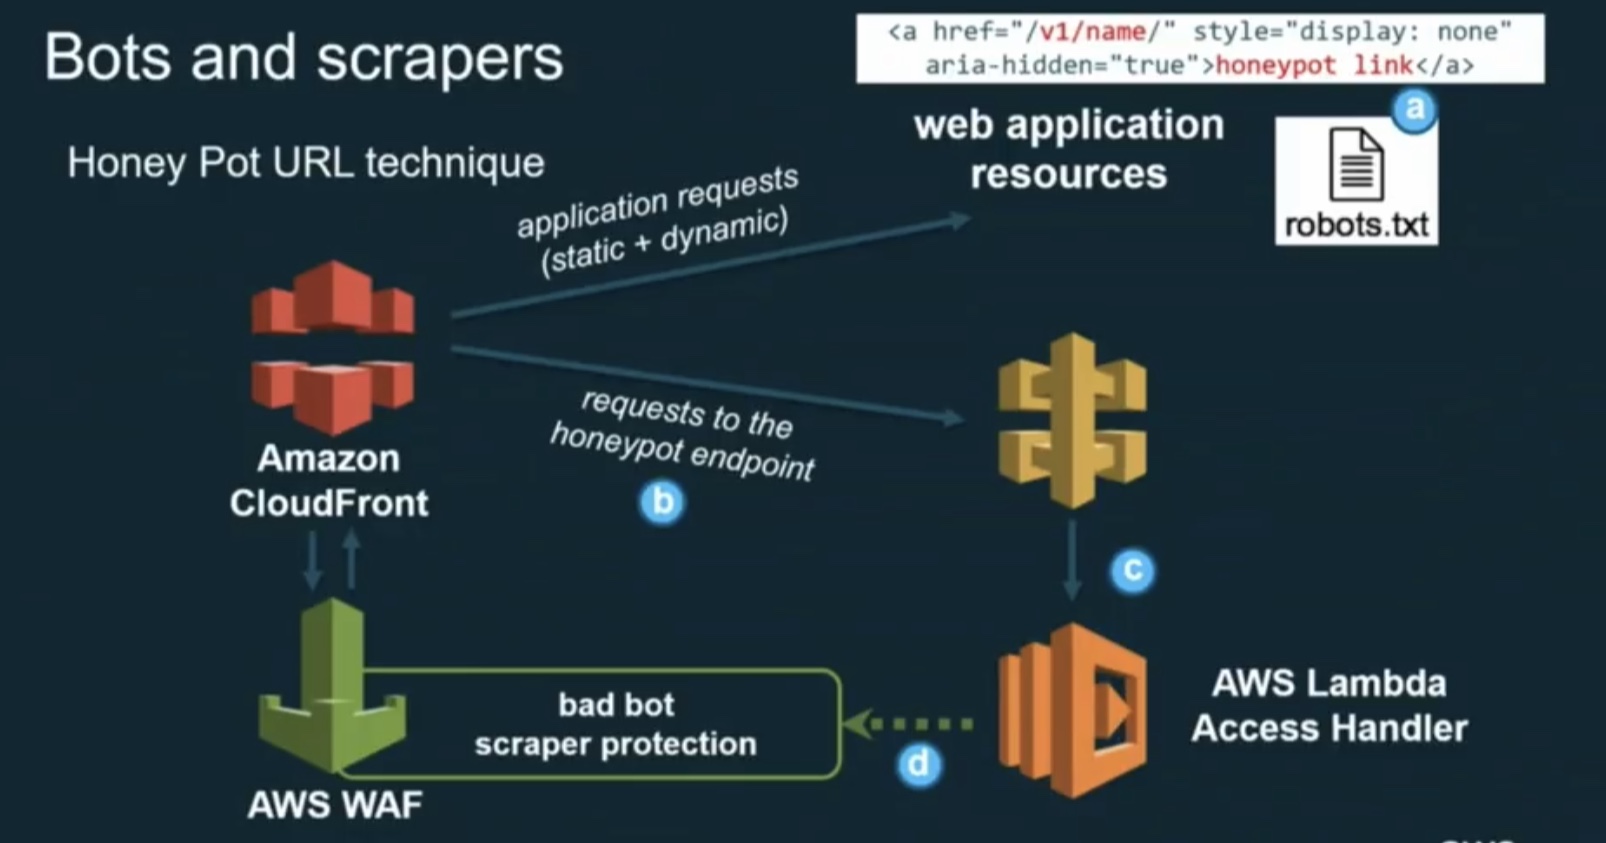 Bots and scrapers
<a href="/v1/name/" style="display: none"
aria-hidden="true">honeypot link</a>
a
Honey Pot URL technique
web application
resources
robots.txt
application requests
(static + dynamic)
requests to the
honeypot endpoint
b
Amazon
CloudFront
c
bad bot
scraper protection
d
AWS Lambda
Access Handler
AWS WAF